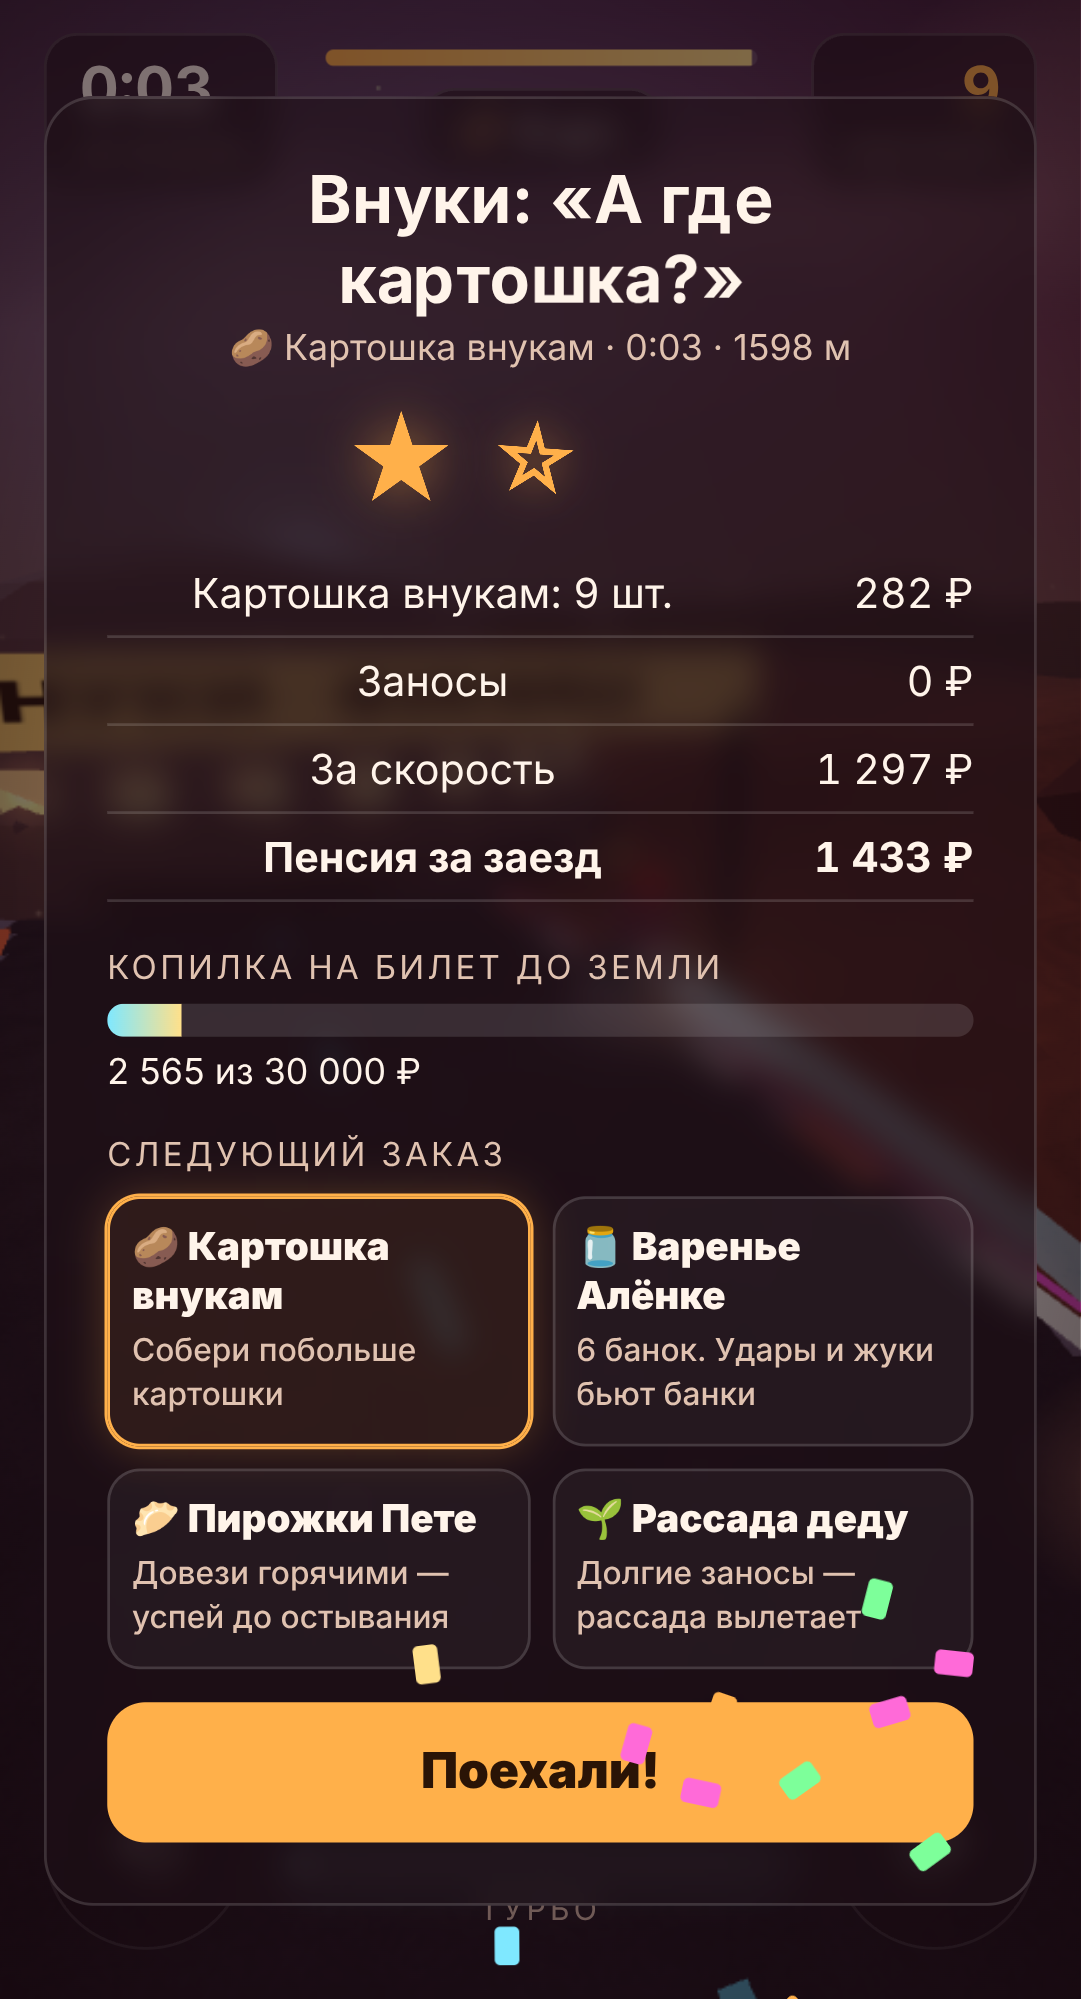 0:03
9
Внуки: «А где
картошка?»
🥔 Картошка внукам · 0:03 · 1598 м
★ ☆
Картошка внукам: 9 шт. 282 ₽
Заносы 0 ₽
За скорость 1 297 ₽
Пенсия за заезд 1 433 ₽
КОПИЛКА НА БИЛЕТ ДО ЗЕМЛИ
2 565 из 30 000 ₽
СЛЕДУЮЩИЙ ЗАКАЗ
🥔 Картошка
внукам
Собери побольше
картошки
🫙 Варенье
Алёнке
6 банок. Удары и жуки
бьют банки
🥟 Пирожки Пете
Довези горячими —
успей до остывания
🌱 Рассада деду
Долгие заносы —
рассада вылетает
Поехали!
ТУРБО